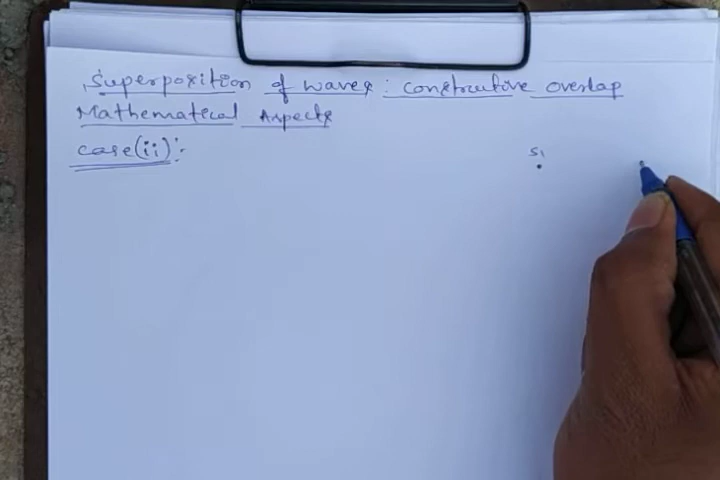 Superposition of waves: constructive overlap
Mathematical Aspects
case(ii):-
S1